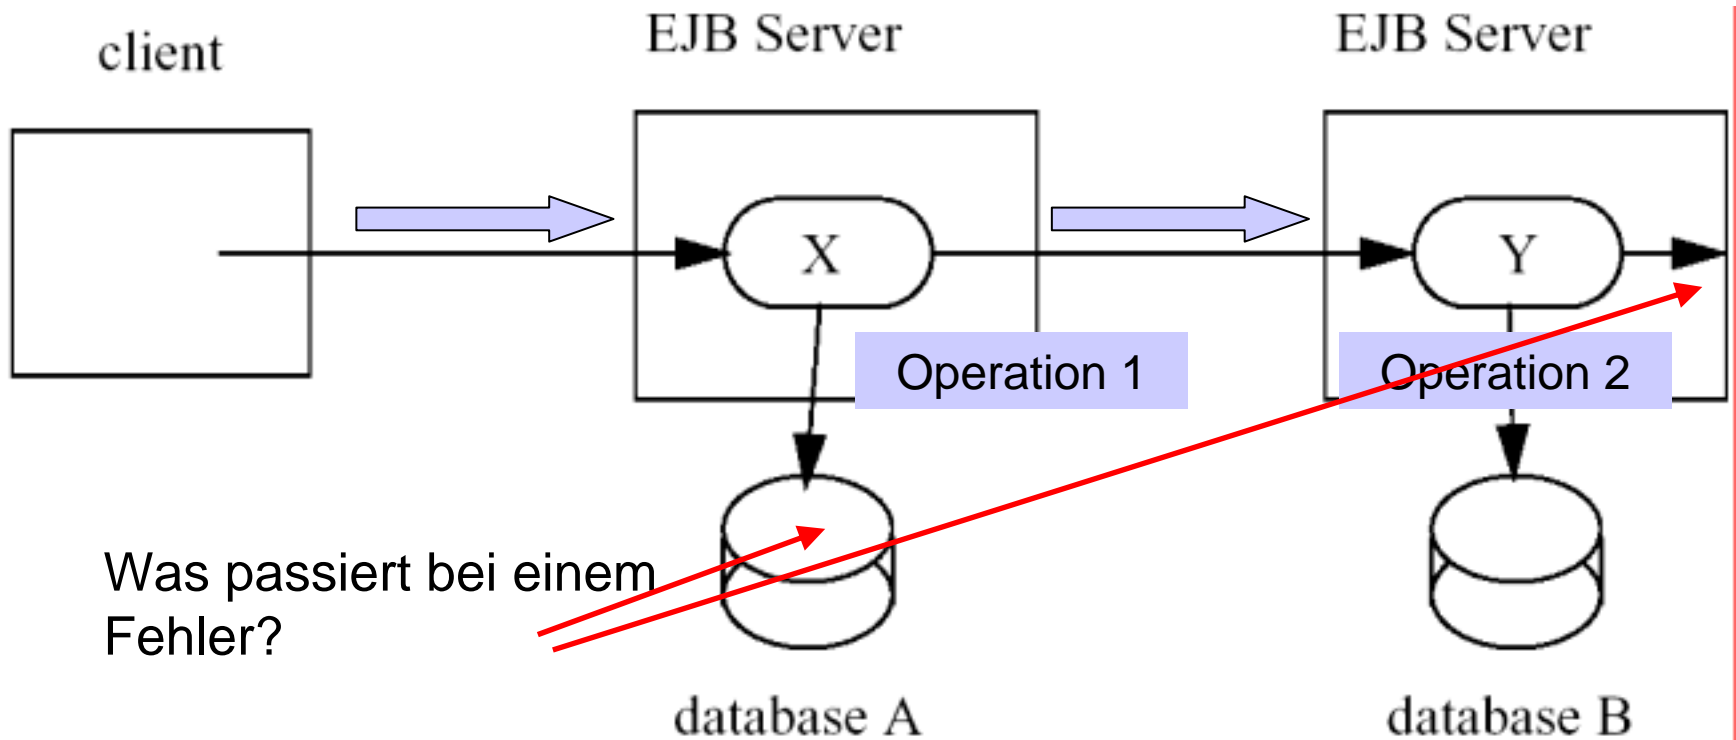 client
EJB Server
EJB Server
X
Y
Operation 1
Operation 2
Was passiert bei einem
Fehler?
database A
database B